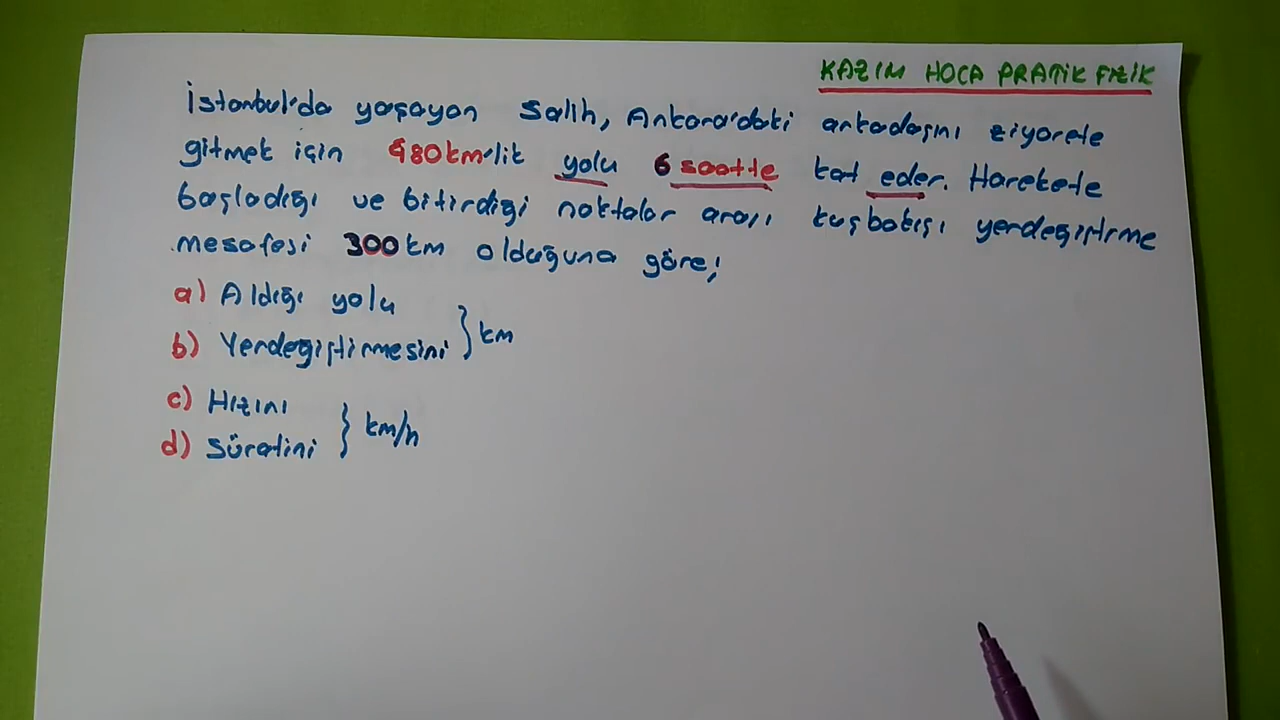 KAZIM HOCA PRATİK FİZİK
İstanbul'da yaşayan Salih, Ankara'daki arkadaşını ziyarete
gitmek için 480km'lik yolu 6 saatte kat eder. Harekete
başladığı ve bitirdiği noktalar arası kuşbakışı yerdeğiştirme
mesafesi 300km olduğuna göre;
a) Aldığı yolu
b) Yerdeğiştirmesini } km
c) Hızını
d) Süratini } km/h